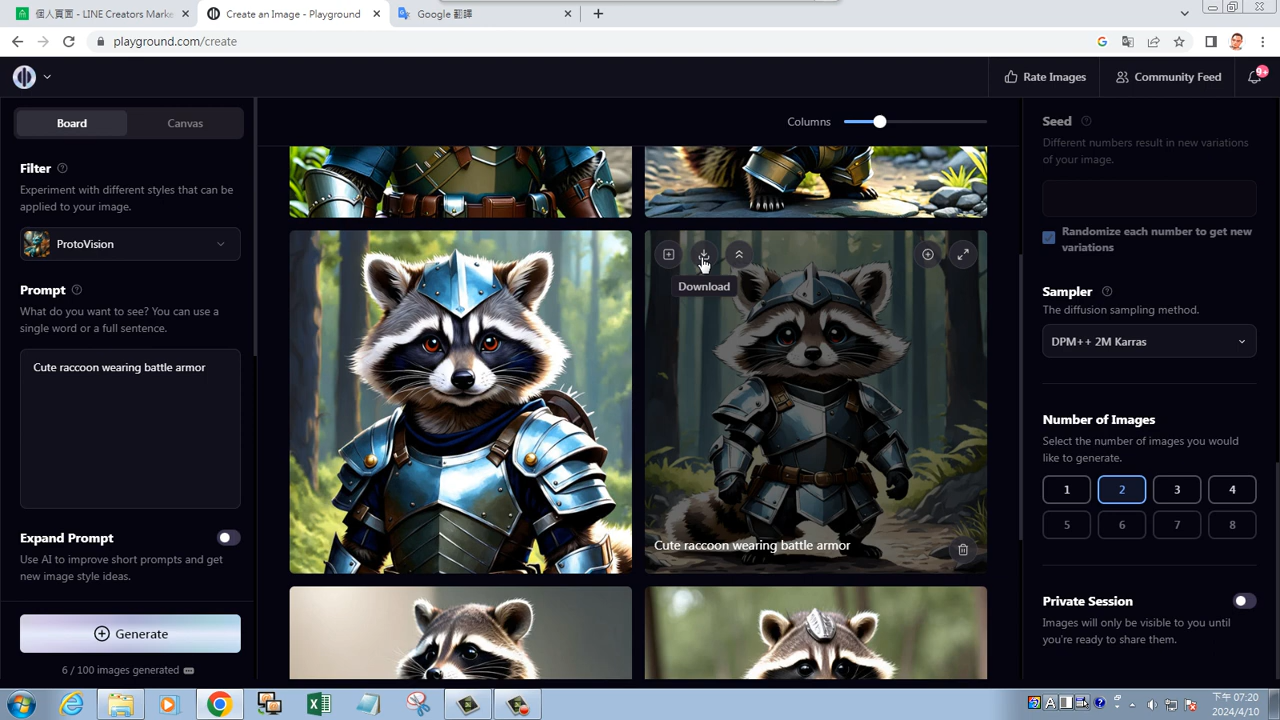 個人頁面 - LINE Creators Marke
Create an Image - Playground
Google 翻譯
playground.com/create
Rate Images
Community Feed
9+
Board
Canvas
Columns
Filter
Experiment with different styles that can be
applied to your image.
ProtoVision
Prompt
What do you want to see? You can use a
single word or a full sentence.
Cute raccoon wearing battle armor
Expand Prompt
Use AI to improve short prompts and get
new image style ideas.
Generate
6 / 100 images generated
Download
Cute raccoon wearing battle armor
Seed
Different numbers result in new variations
of your image.
Randomize each number to get new
variations
Sampler
The diffusion sampling method.
DPM++ 2M Karras
Number of Images
Select the number of images you would
like to generate.
1
2
3
4
5
6
7
8
Private Session
Images will only be visible to you until
you're ready to share them.
下午 07:20
2024/4/10